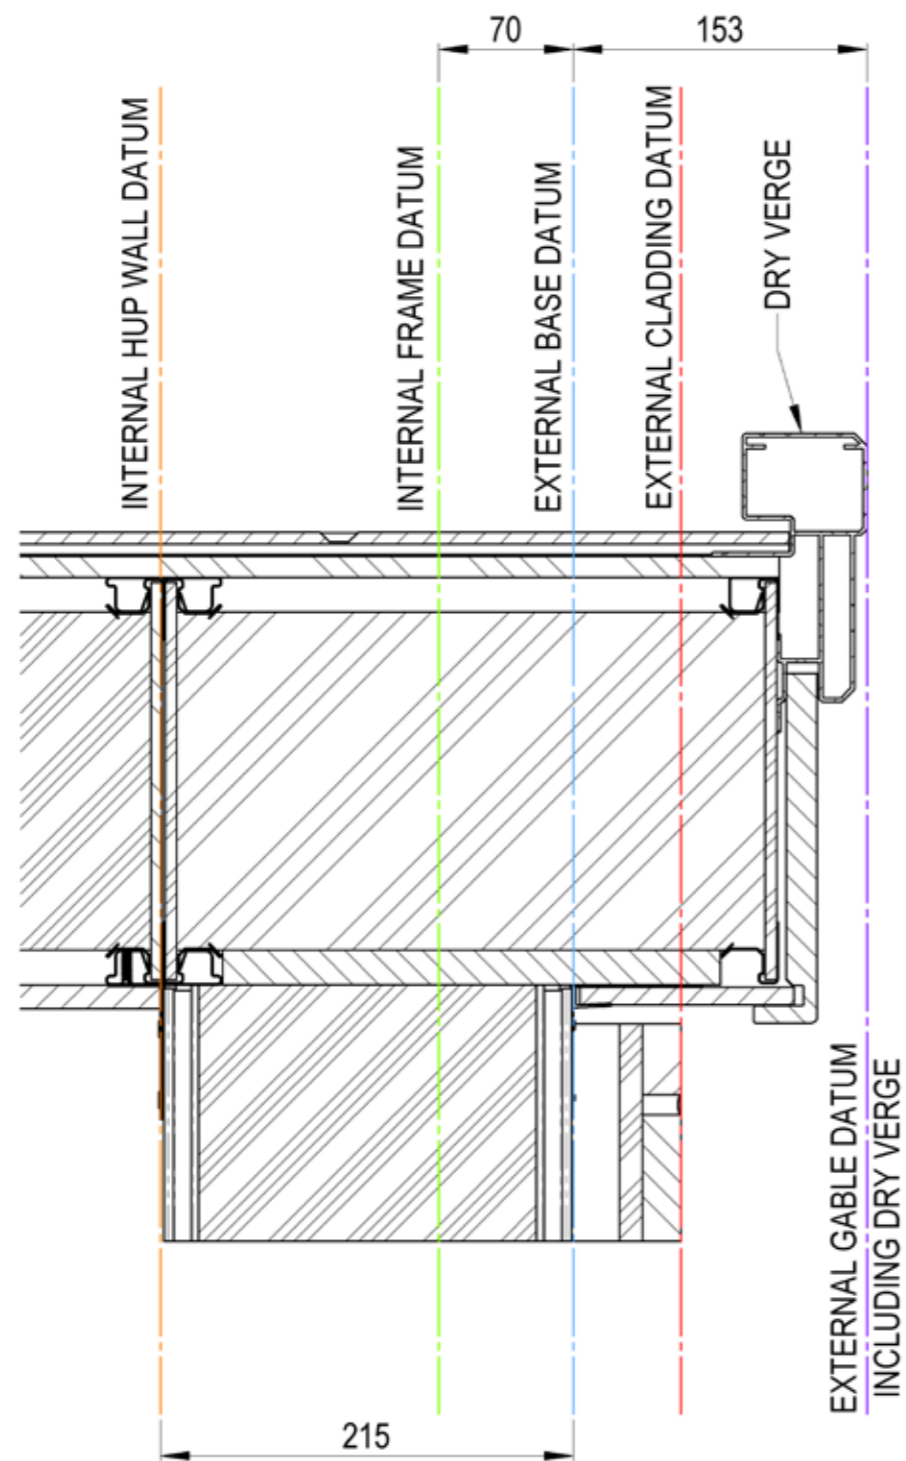 70
153
INTERNAL HUP WALL DATUM
INTERNAL FRAME DATUM
EXTERNAL BASE DATUM
EXTERNAL CLADDING DATUM
DRY VERGE
EXTERNAL GABLE DATUM
INCLUDING DRY VERGE
215